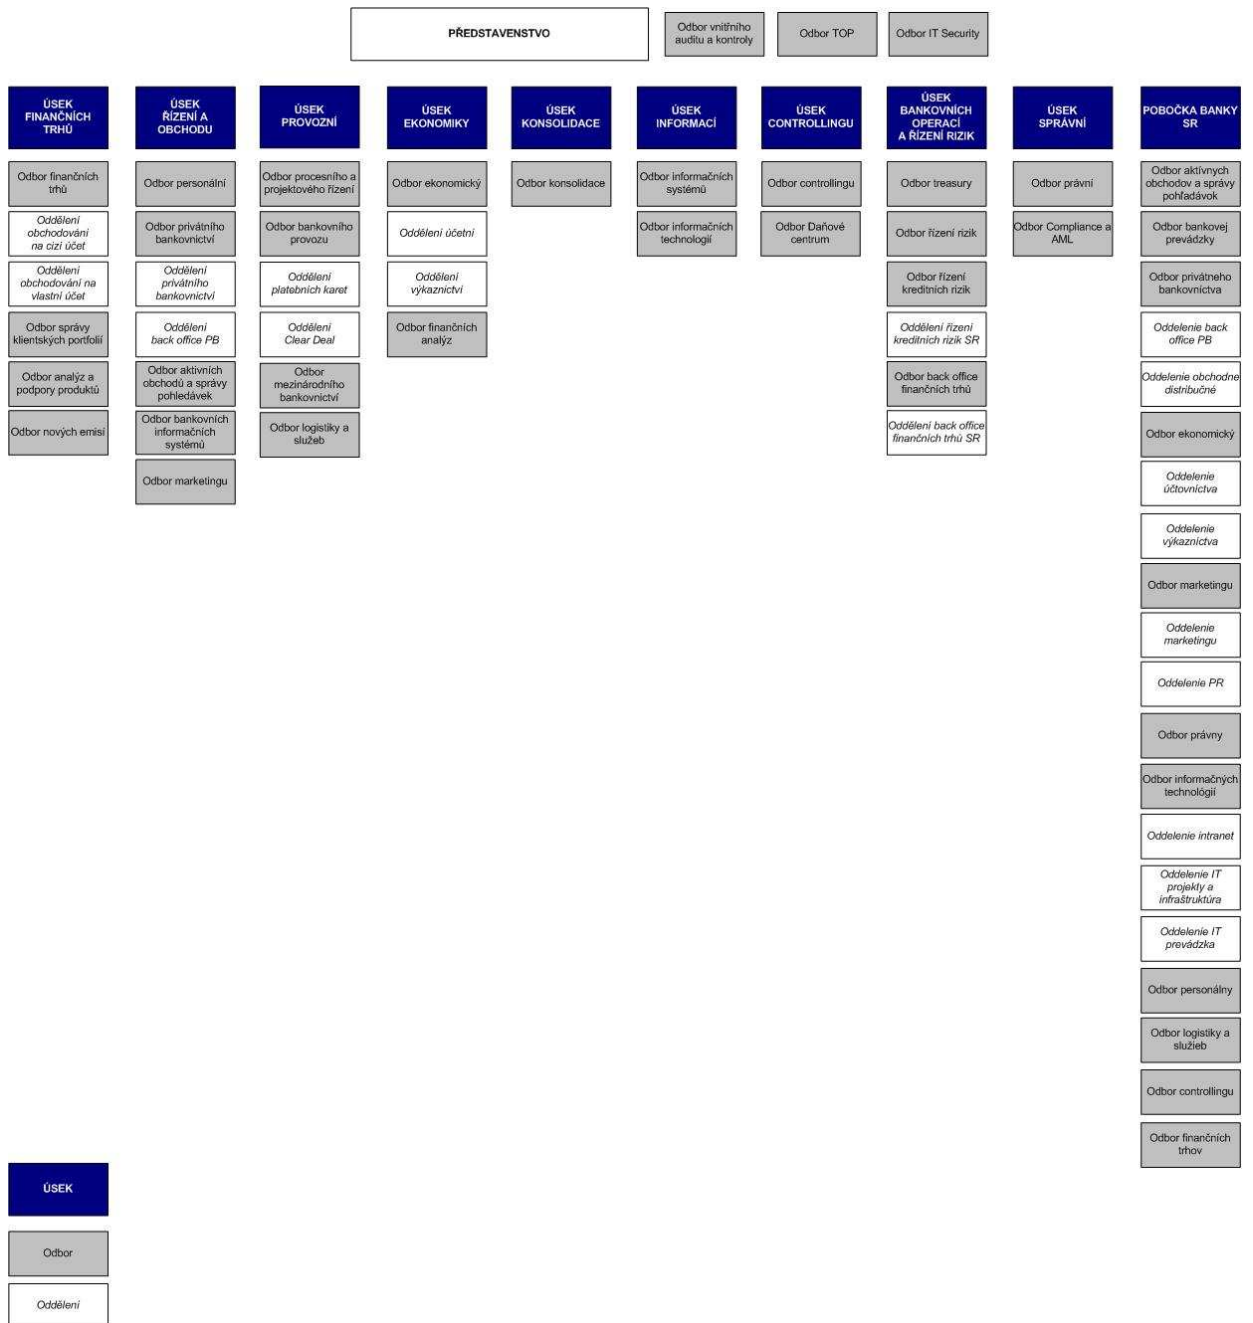 PŘEDSTAVENSTVO
Odbor vnitřního
auditu a kontroly
Odbor TOP
Odbor IT Security
ÚSEK
FINANČNÍCH
TRHŮ
Odbor finančních
trhů
Oddělení
obchodování
na cizí účet
Oddělení
obchodování na
vlastní účet
Odbor správy
klientských portfolií
Odbor analýz a
podpory produktů
Odbor nových emisí
ÚSEK
ŘÍZENÍ A
OBCHODU
Odbor personální
Odbor privátního
bankovnictví
Oddělení
privátního
bankovnictví
Oddělení
back office PB
Odbor aktivních
obchodů a správy
pohledávek
Odbor bankovních
informačních
systémů
Odbor marketingu
ÚSEK
PROVOZNÍ
Odbor procesního a
projektového řízení
Odbor bankovního
provozu
Oddělení
platebních karet
Oddělení
Clear Deal
Odbor
mezinárodního
bankovnictví
Odbor logistiky a
služeb
ÚSEK
EKONOMIKY
Odbor ekonomický
Oddělení účetní
Oddělení
výkaznictví
Odbor finančních
analýz
ÚSEK
KONSOLIDACE
Odbor konsolidace
ÚSEK
INFORMACÍ
Odbor informačních
systémů
Odbor informačních
technologií
ÚSEK
CONTROLLINGU
Odbor controllingu
Odbor Daňové
centrum
ÚSEK
BANKOVNÍCH
OPERACÍ
A ŘÍZENÍ RIZIK
Odbor treasury
Odbor řízení rizik
Odbor řízení
kreditních rizik
Oddělení řízení
kreditních rizik SR
Odbor back office
finančních trhů
Oddělení back office
finančních trhů SR
ÚSEK
SPRÁVNÍ
Odbor právní
Odbor Compliance a
AML
POBOČKA BANKY
SR
Odbor aktívnych
obchodov a správy
pohľadávok
Odbor bankovej
prevádzky
Odbor privátneho
bankovníctva
Oddelenie back
office PB
Oddelenie obchodne
distribučné
Odbor ekonomický
Oddelenie
účtovníctva
Oddelenie
výkazníctva
Odbor marketingu
Oddelenie
marketingu
Oddelenie PR
Odbor právny
Odbor informačných
technológií
Oddelenie intranet
Oddelenie IT
projekty a
infraštruktúra
Oddelenie IT
prevádzka
Odbor personálny
Odbor logistiky a
služieb
Odbor controllingu
Odbor finančních
trhov
ÚSEK
Odbor
Oddělení